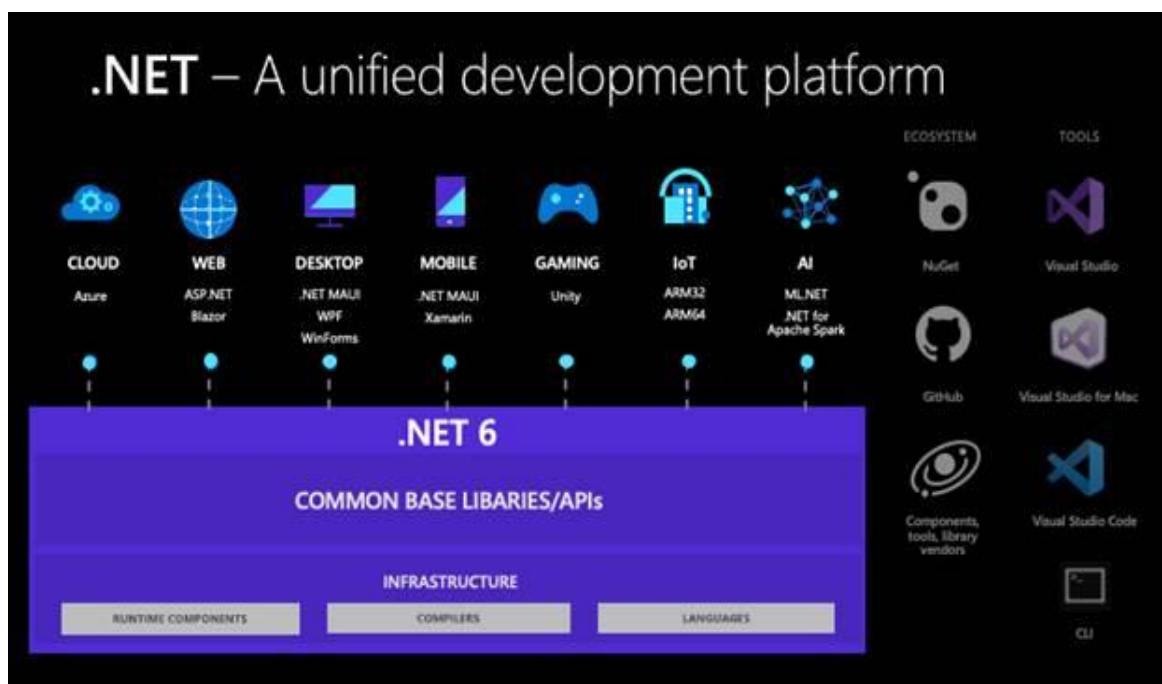 .NET – A unified development platform
ECOSYSTEM
TOOLS
CLOUD
Azure
WEB
ASP.NET
Blazor
DESKTOP
.NET MAUI
WPF
WinForms
MOBILE
.NET MAUI
Xamarin
GAMING
Unity
IoT
ARM32
ARM64
AI
ML.NET
.NET for
Apache Spark
NuGet
Visual Studio
GitHub
Visual Studio for Mac
Components,
tools, library
vendors
Visual Studio Code
CLI
.NET 6
COMMON BASE LIBARIES/APIs
INFRASTRUCTURE
RUNTIME COMPONENTS
COMPILERS
LANGUAGES